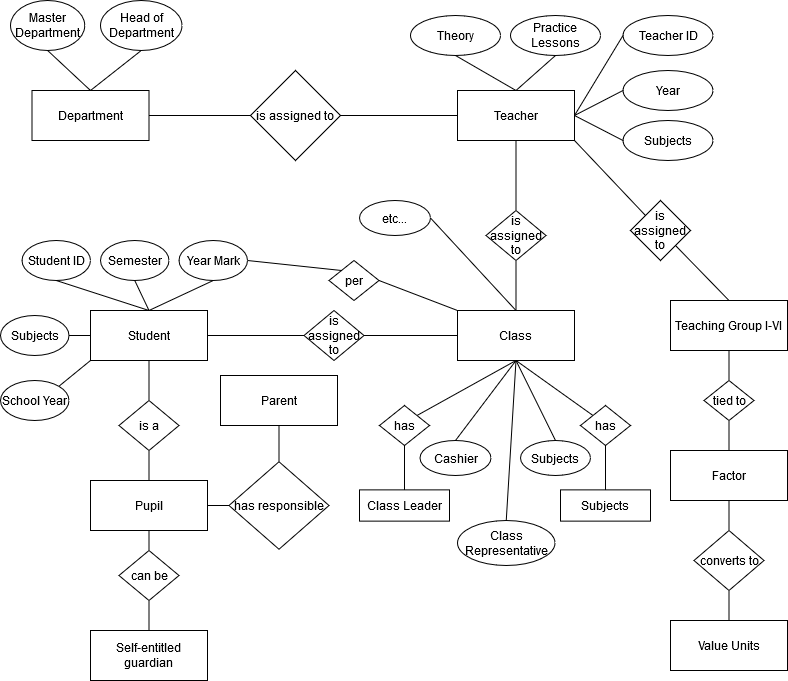 Master
Department
Head of
Department
Theory
Practice
Lessons
Teacher ID
Year
Subjects
Department
is assigned to
Teacher
is
assigned
to
is
assigned
to
etc...
Student ID
Semester
Year Mark
per
Subjects
Student
is
assigned
to
Class
Teaching Group I-VI
School Year
Parent
is a
has
has
tied to
Cashier
Subjects
Pupil
has responsible
Class Leader
Subjects
Factor
Class
Representative
can be
converts to
Self-entitled
guardian
Value Units